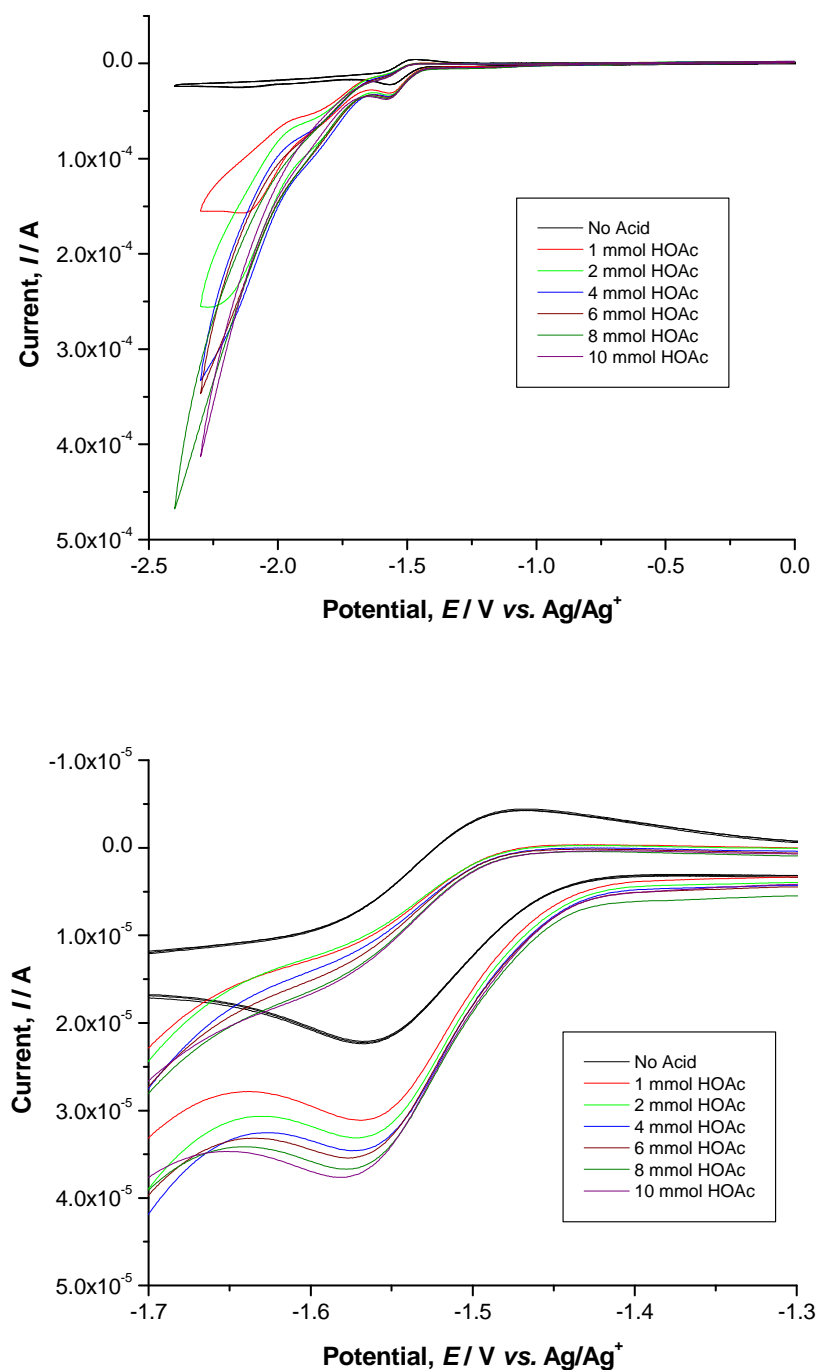 0.0
1.0x10⁻⁴
2.0x10⁻⁴
3.0x10⁻⁴
4.0x10⁻⁴
5.0x10⁻⁴
Current, I / A
No Acid
1 mmol HOAc
2 mmol HOAc
4 mmol HOAc
6 mmol HOAc
8 mmol HOAc
10 mmol HOAc
-2.5 -2.0 -1.5 -1.0 -0.5 0.0
Potential, E / V vs. Ag/Ag⁺
-1.0x10⁻⁵
0.0
1.0x10⁻⁵
2.0x10⁻⁵
3.0x10⁻⁵
4.0x10⁻⁵
5.0x10⁻⁵
Current, I / A
No Acid
1 mmol HOAc
2 mmol HOAc
4 mmol HOAc
6 mmol HOAc
8 mmol HOAc
10 mmol HOAc
-1.7 -1.6 -1.5 -1.4 -1.3
Potential, E / V vs. Ag/Ag⁺